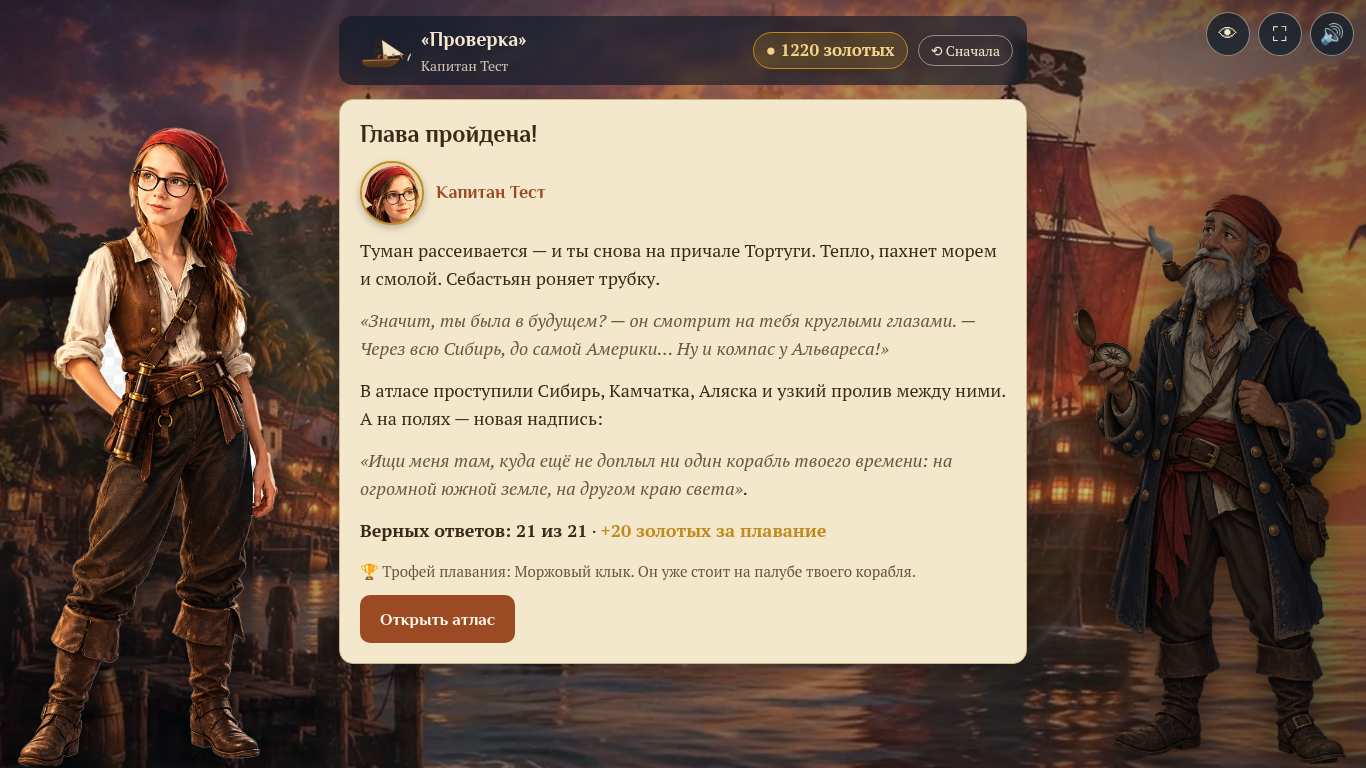 «Проверка»
Капитан Тест
● 1220 золотых
⟲ Сначала
Глава пройдена!
Капитан Тест
Туман рассеивается — и ты снова на причале Тортуги. Тепло, пахнет морем
и смолой. Себастьян роняет трубку.
«Значит, ты была в будущем? — он смотрит на тебя круглыми глазами. —
Через всю Сибирь, до самой Америки… Ну и компас у Альвареса!»
В атласе проступили Сибирь, Камчатка, Аляска и узкий пролив между ними.
А на полях — новая надпись:
«Ищи меня там, куда ещё не доплыл ни один корабль твоего времени: на
огромной южной земле, на другом краю света».
Верных ответов: 21 из 21 · +20 золотых за плавание
🏆 Трофей плавания: Моржовый клык. Он уже стоит на палубе твоего корабля.
Открыть атлас